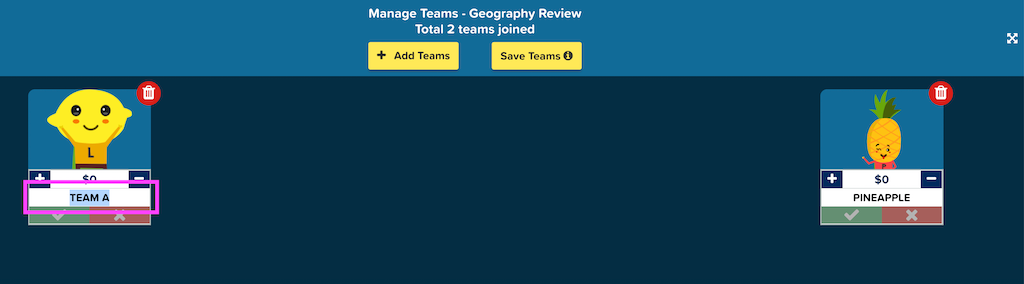 Manage Teams - Geography Review
Total 2 teams joined
+ Add Teams
Save Teams
L
+ $0 −
TEAM A
+ $0 −
PINEAPPLE